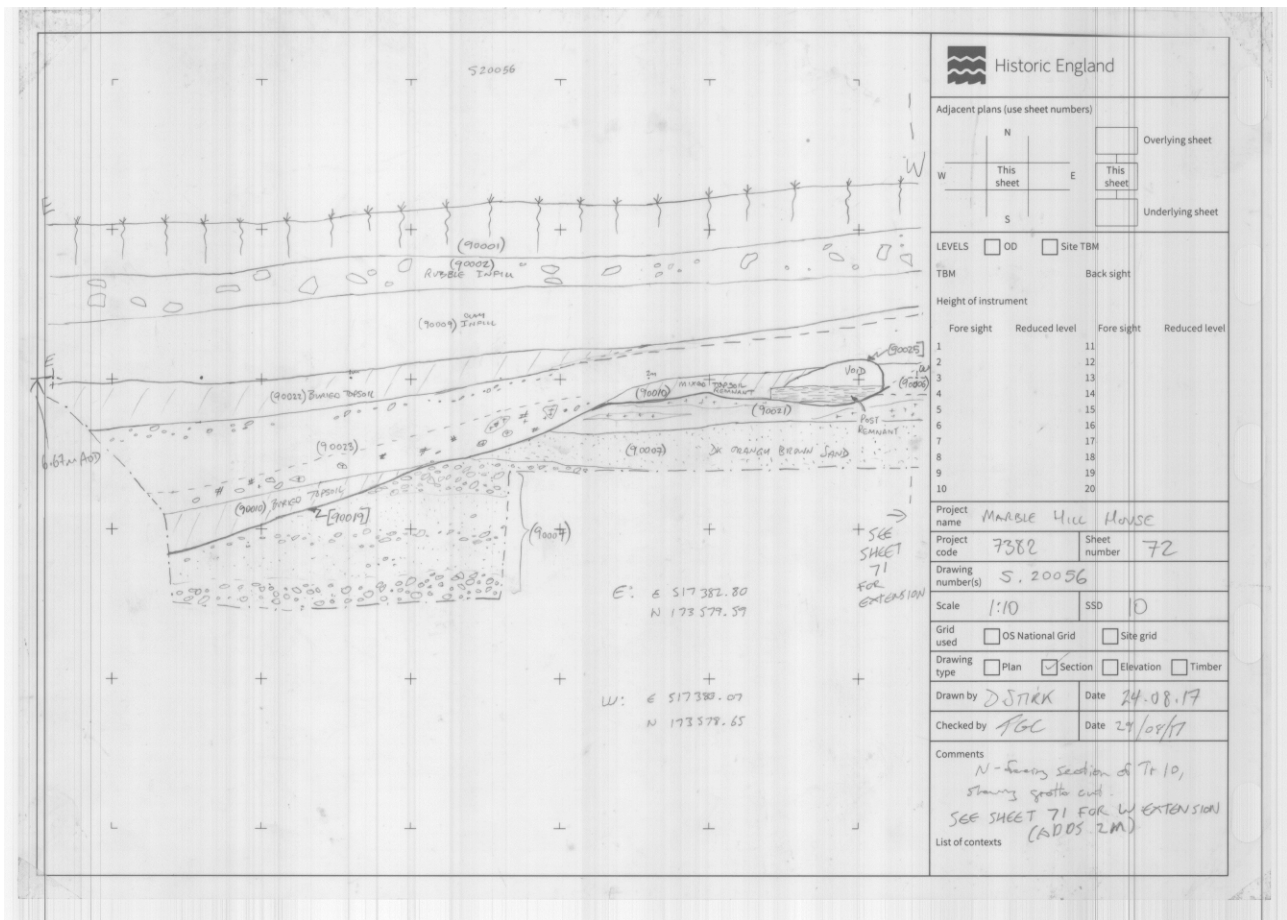 S20056
W
E
(90001)
(90002)
RUBBLE INFILL
(90009) CLAY INFILL
E
[90025]
VOID
(90006)
(90022) BURIED TOPSOIL
(90010) MIXED TOPSOIL REMNANT
(90021)
POST REMNANT
6.67m AOD
(90023)
(90007) DK ORANGE BROWN SAND
(90010) BURIED TOPSOIL
[90019]
SEE
SHEET
71
FOR
EXTENSION
E: E 517382.80
N 173579.59
W: E 517380.07
N 173578.65
Historic England
Adjacent plans (use sheet numbers)
N
W This sheet E
S
Overlying sheet
This sheet
Underlying sheet
LEVELS OD Site TBM
TBM Back sight
Height of instrument
Fore sight Reduced level Fore sight Reduced level
1 11
2 12
3 13
4 14
5 15
6 16
7 17
8 18
9 19
10 20
Project name MARBLE HILL HOUSE
Project code 7382 Sheet number 72
Drawing number(s) S. 20056
Scale 1:10 SSD 10
Grid used OS National Grid Site grid
Drawing type Plan Section Elevation Timber
Drawn by D STIRK Date 24.08.17
Checked by TGC Date 29/08/17
Comments
N-facing section of Tr 10,
showing grotto cut.
SEE SHEET 71 FOR W EXTENSION
(ADDS 2M)
List of contexts